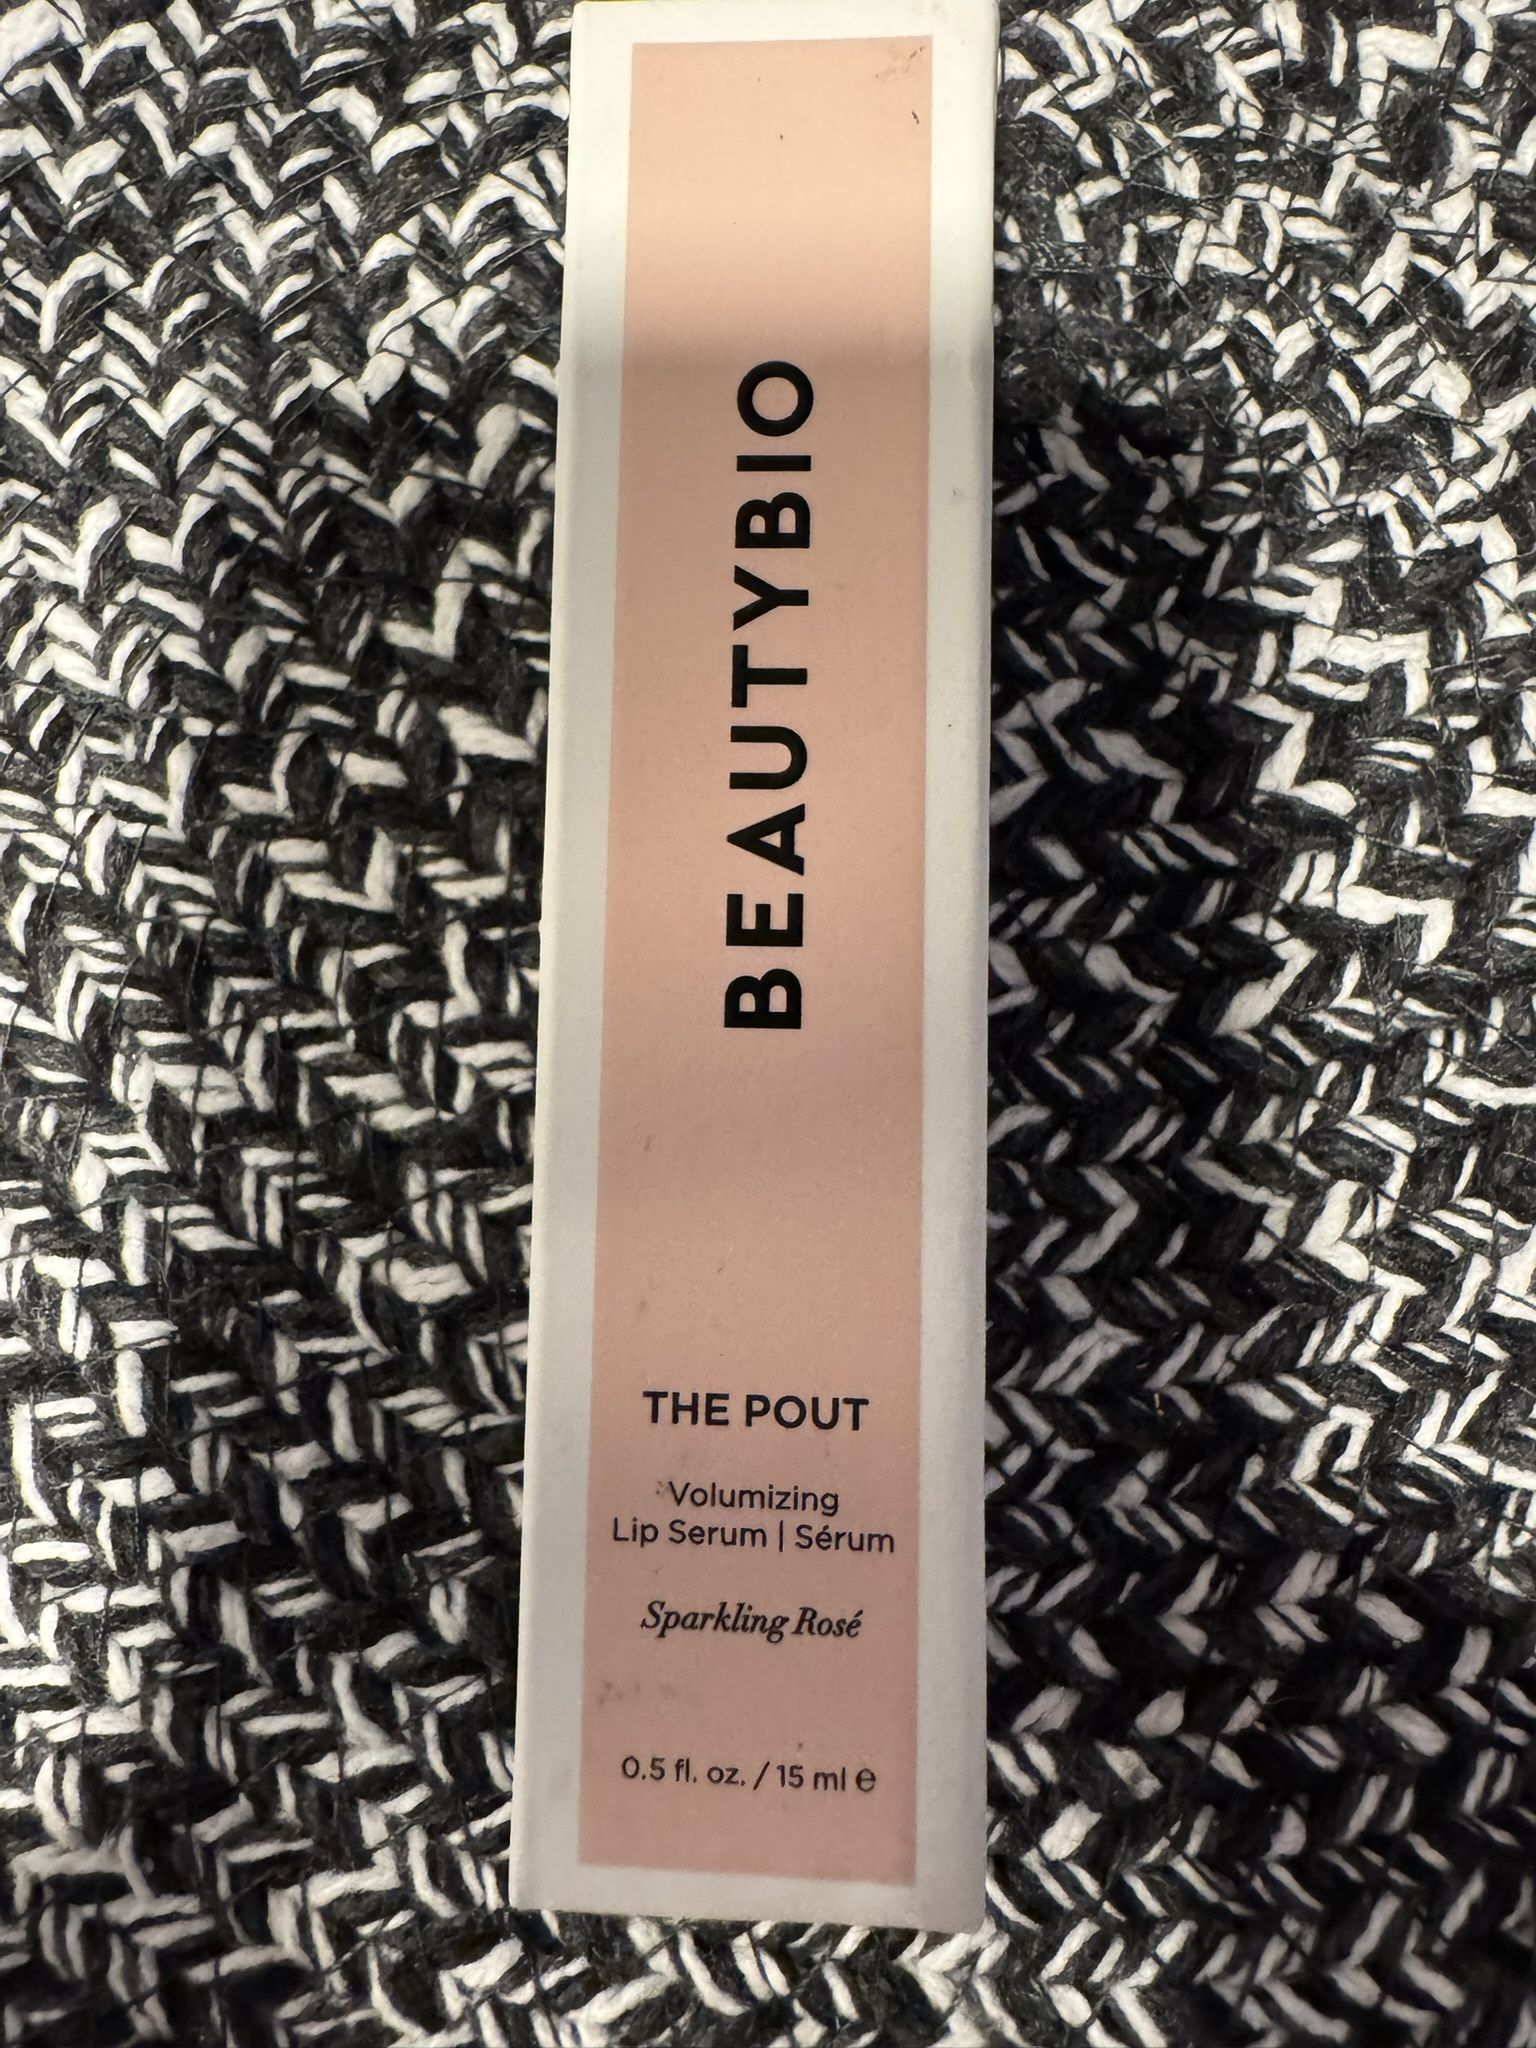 BEAUTYBIO
THE POUT
Volumizing
Lip Serum | Sérum
Sparkling Rosé
0.5 fl. oz. / 15 ml ℮